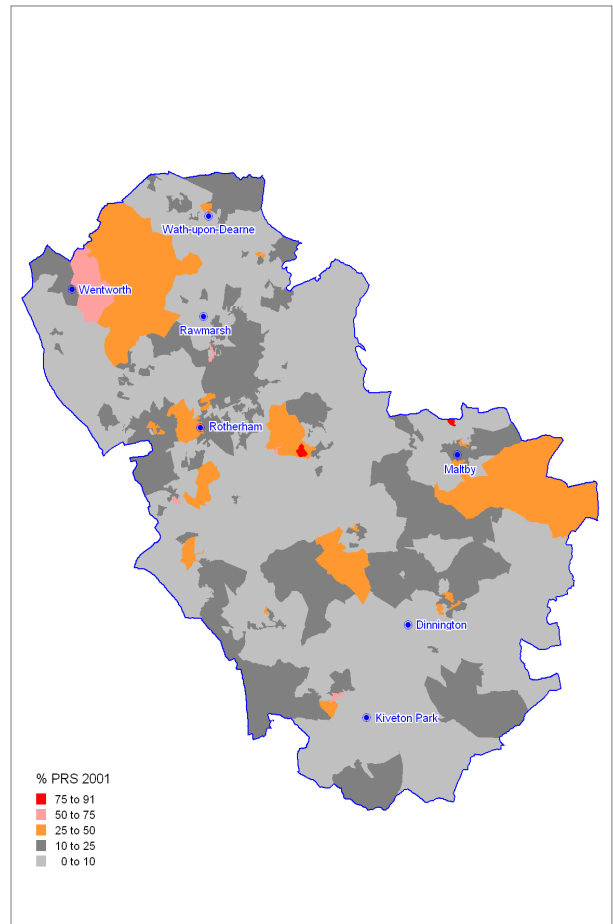 Wath-upon-Dearne
Wentworth
Rawmarsh
Rotherham
Maltby
Dinnington
Kiveton Park
% PRS 2001
75 to 91
50 to 75
25 to 50
10 to 25
0 to 10